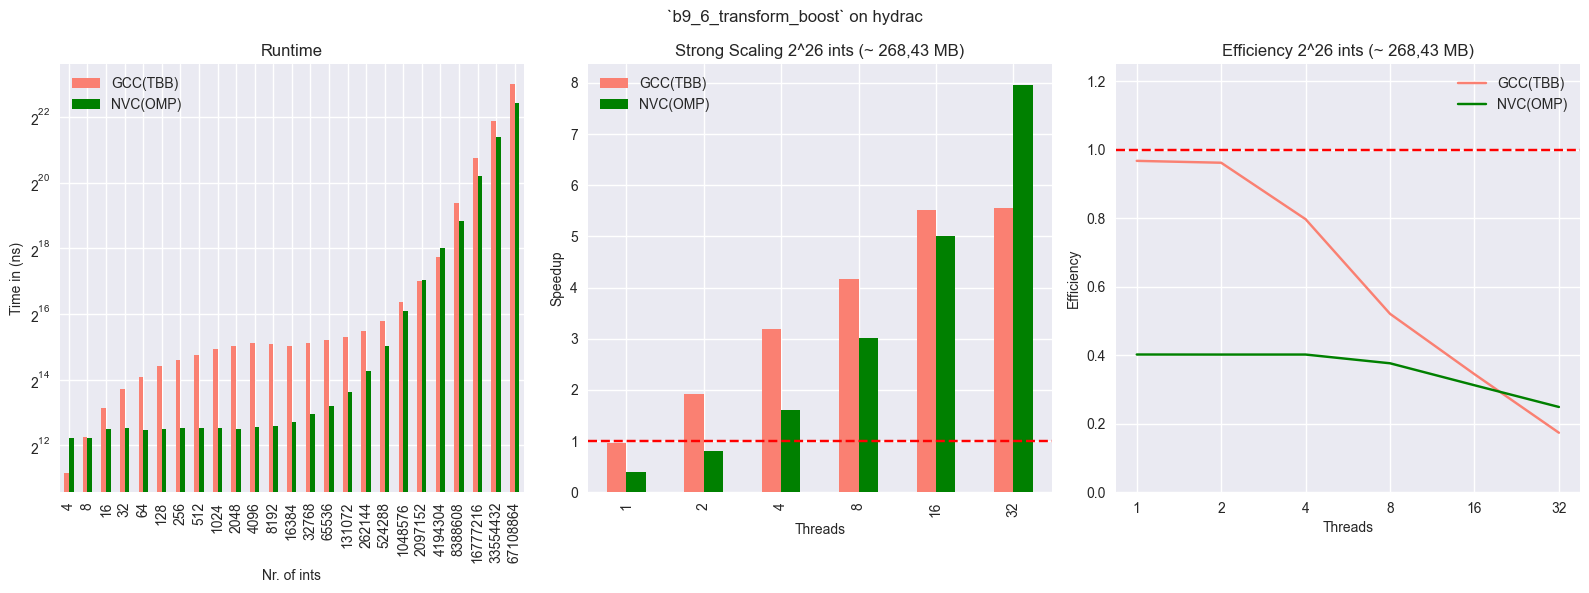 `b9_6_transform_boost` on hydrac
Runtime
GCC(TBB)
NVC(OMP)
Time in (ns)
2^22
2^20
2^18
2^16
2^14
2^12
4 8 16 32 64 128 256 512 1024 2048 4096 8192 16384 32768 65536 131072 262144 524288 1048576 2097152 4194304 8388608 16777216 33554432 67108864
Nr. of ints
Strong Scaling 2^26 ints (~ 268,43 MB)
GCC(TBB)
NVC(OMP)
Speedup
8
7
6
5
4
3
2
1
0
1 2 4 8 16 32
Threads
Efficiency 2^26 ints (~ 268,43 MB)
GCC(TBB)
NVC(OMP)
Efficiency
1.2
1.0
0.8
0.6
0.4
0.2
0.0
1 2 4 8 16 32
Threads